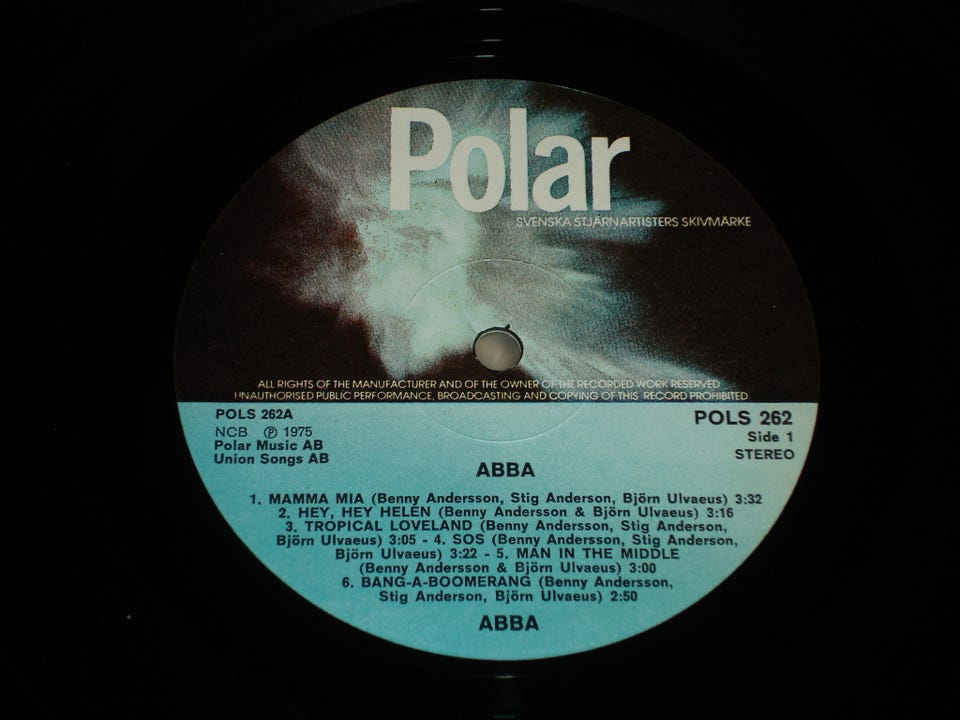 Polar
SVENSKA STJÄRNARTISTERS SKIVMÄRKE
ALL RIGHTS OF THE MANUFACTURER AND OF THE OWNER OF THE RECORDED WORK RESERVED
UNAUTHORISED PUBLIC PERFORMANCE, BROADCASTING AND COPYING OF THIS RECORD PROHIBITED
POLS 262A
NCB Ⓟ 1975
Polar Music AB
Union Songs AB
POLS 262
Side 1
STEREO
ABBA
1. MAMMA MIA (Benny Andersson, Stig Anderson, Björn Ulvaeus) 3:32
2. HEY, HEY HELEN (Benny Andersson & Björn Ulvaeus) 3:16
3. TROPICAL LOVELAND (Benny Andersson, Stig Anderson,
Björn Ulvaeus) 3:05 - 4. SOS (Benny Andersson, Stig Anderson,
Björn Ulvaeus) 3:22 - 5. MAN IN THE MIDDLE
(Benny Andersson & Björn Ulvaeus) 3:00
6. BANG-A-BOOMERANG (Benny Andersson,
Stig Anderson, Björn Ulvaeus) 2:50
ABBA